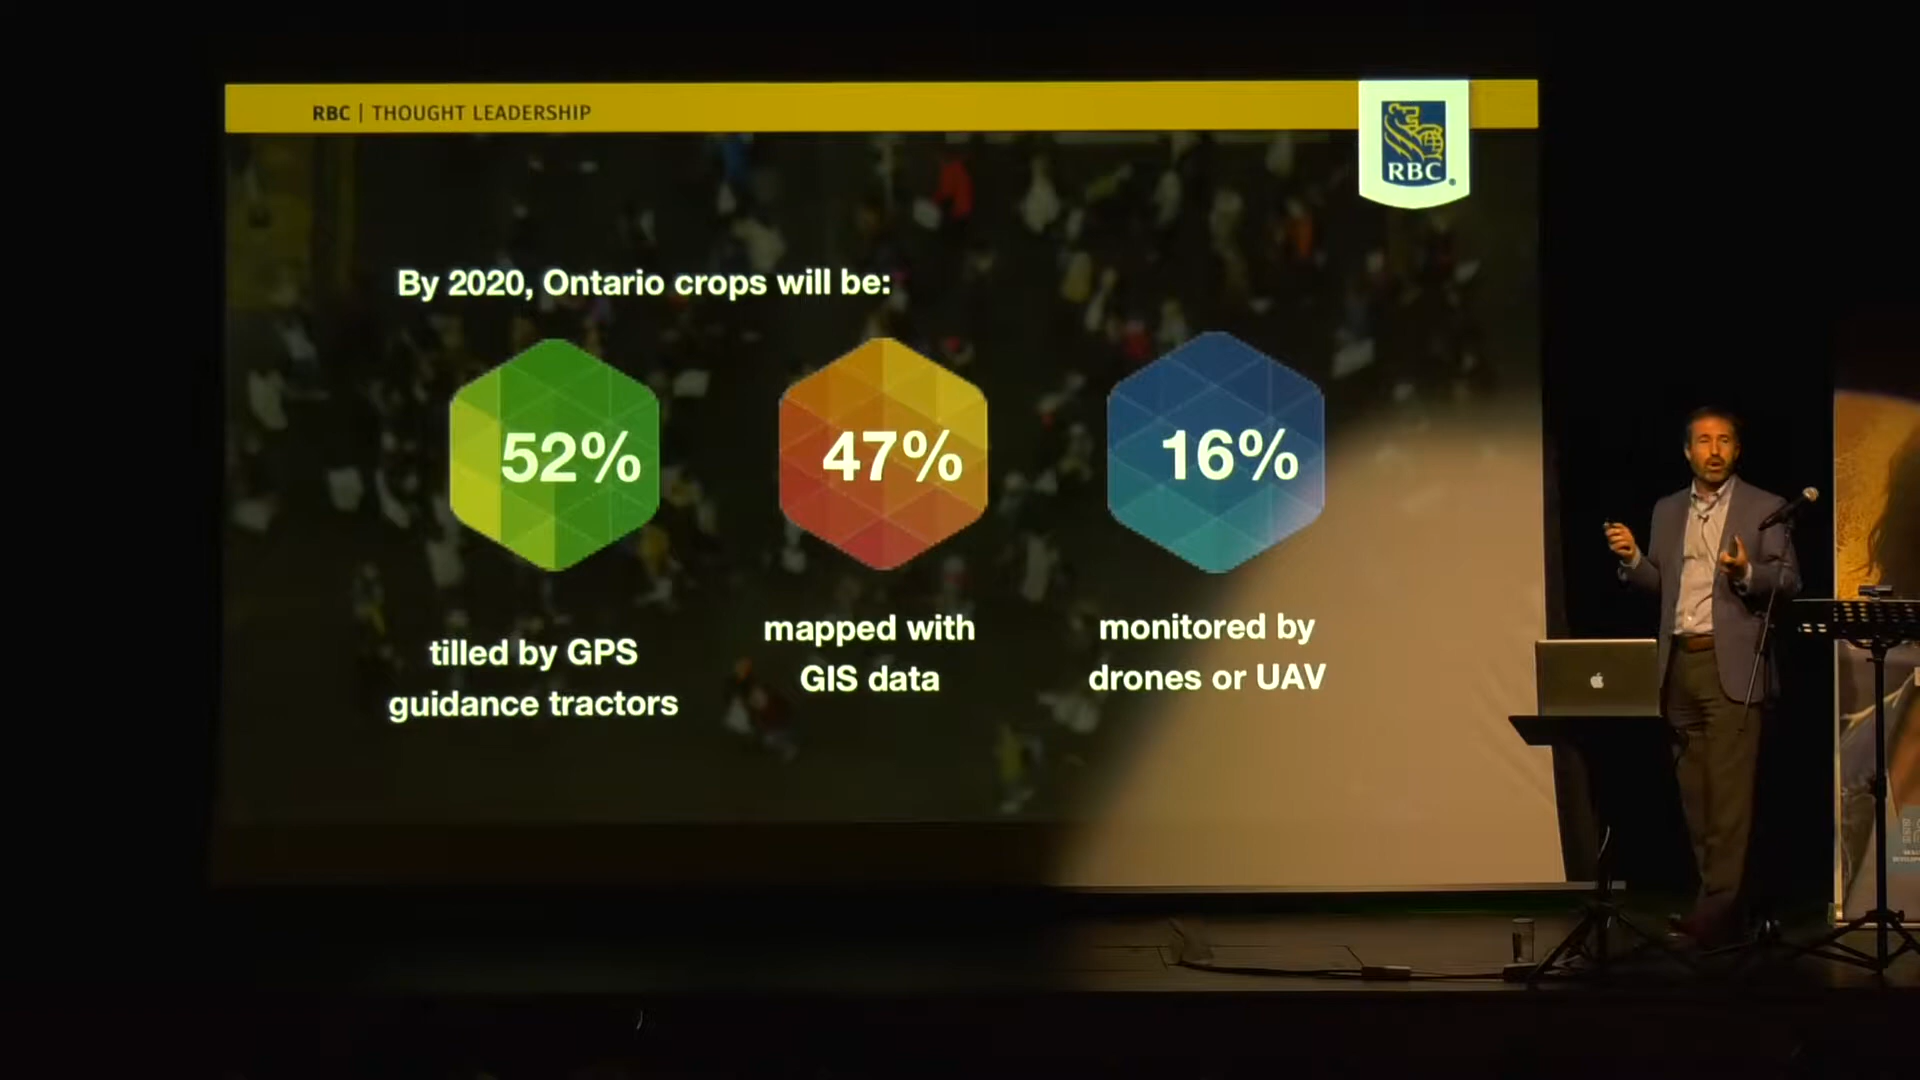 RBC | THOUGHT LEADERSHIP
RBC
By 2020, Ontario crops will be:
52%
47%
16%
tilled by GPS
guidance tractors
mapped with
GIS data
monitored by
drones or UAV